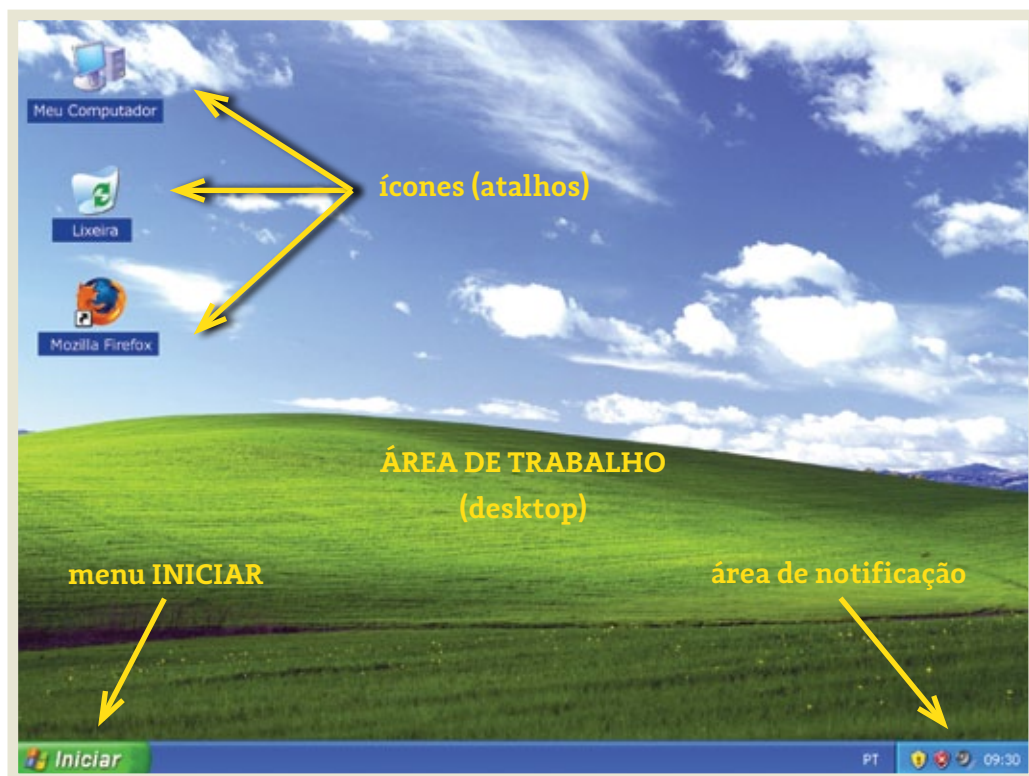 Meu Computador
ícones (atalhos)
Lixeira
Mozilla Firefox
ÁREA DE TRABALHO
(desktop)
menu INICIAR
área de notificação
Iniciar
PT
09:30